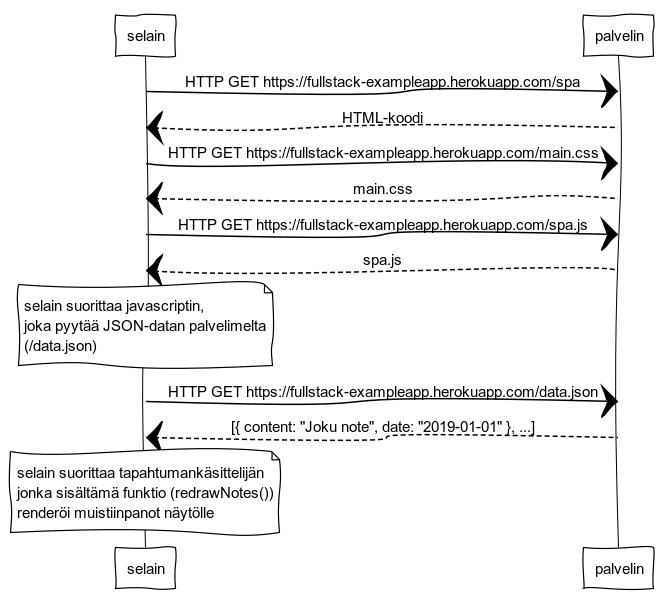 selain
palvelin
HTTP GET https://fullstack-exampleapp.herokuapp.com/spa
HTML-koodi
HTTP GET https://fullstack-exampleapp.herokuapp.com/main.css
main.css
HTTP GET https://fullstack-exampleapp.herokuapp.com/spa.js
spa.js
selain suorittaa javascriptin,
joka pyytää JSON-datan palvelimelta
(/data.json)
HTTP GET https://fullstack-exampleapp.herokuapp.com/data.json
[{ content: "Joku note", date: "2019-01-01" }, ...]
selain suorittaa tapahtumankäsittelijän
jonka sisältämä funktio (redrawNotes())
renderöi muistiinpanot näytölle
selain
palvelin